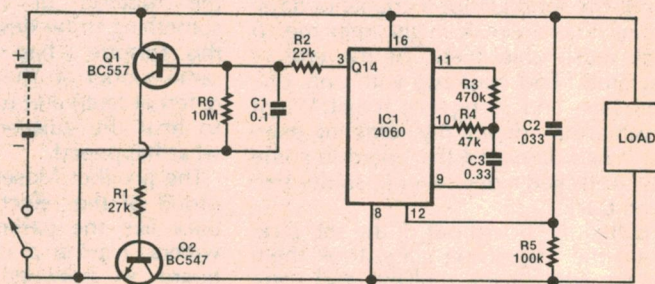 +
−
Q1
BC557
R6
10M
C1
0.1
R2
22k
3
Q14
16
IC1
4060
11
10
9
8
12
R3
470k
R4
47k
C3
0.33
C2
.033
LOAD
R1
27k
Q2
BC547
R5
100k